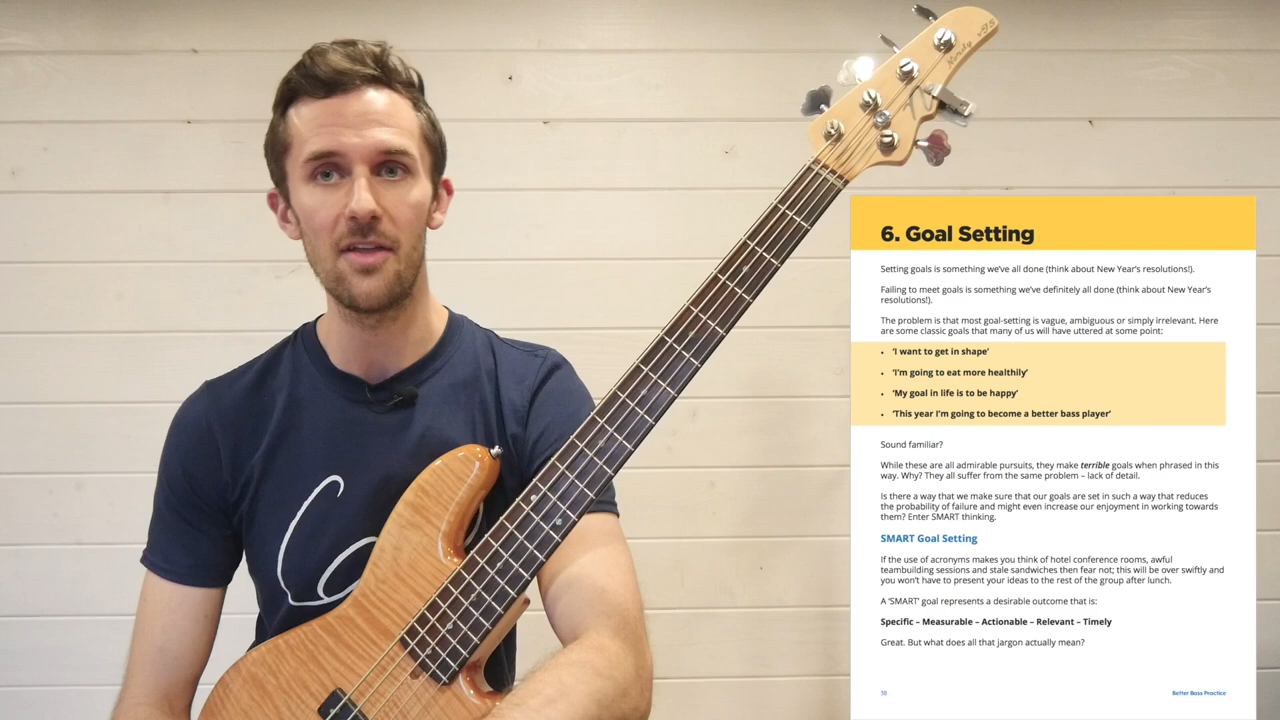 Nordy vJ5
6. Goal Setting
Setting goals is something we've all done (think about New Year's resolutions!).
Failing to meet goals is something we've definitely all done (think about New Year's
resolutions!).
The problem is that most goal-setting is vague, ambiguous or simply irrelevant. Here
are some classic goals that many of us will have uttered at some point:
• 'I want to get in shape'
• 'I'm going to eat more healthily'
• 'My goal in life is to be happy'
• 'This year I'm going to become a better bass player'
Sound familiar?
While these are all admirable pursuits, they make terrible goals when phrased in this
way. Why? They all suffer from the same problem – lack of detail.
Is there a way that we make sure that our goals are set in such a way that reduces
the probability of failure and might even increase our enjoyment in working towards
them? Enter SMART thinking.
SMART Goal Setting
If the use of acronyms makes you think of hotel conference rooms, awful
teambuilding sessions and stale sandwiches then fear not; this will be over swiftly and
you won't have to present your ideas to the rest of the group after lunch.
A 'SMART' goal represents a desirable outcome that is:
Specific – Measurable – Actionable – Relevant – Timely
Great. But what does all that jargon actually mean?
38
Better Bass Practice